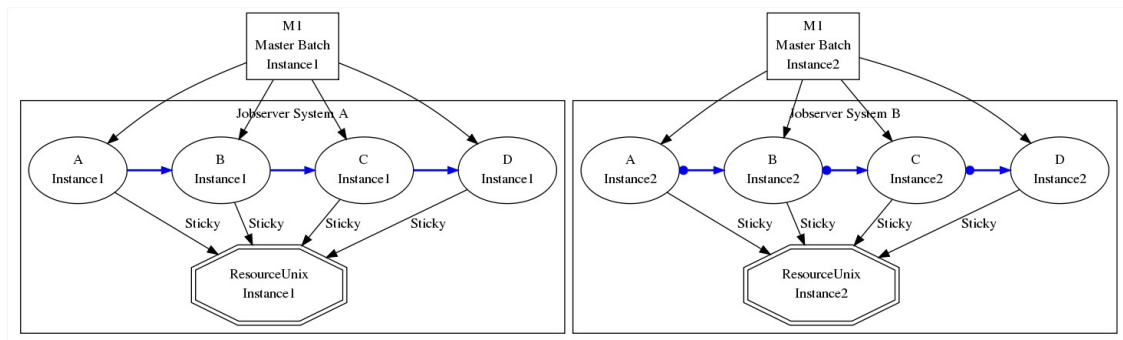 M1
Master Batch
Instance1
Jobserver System A
A
Instance1
B
Instance1
C
Instance1
D
Instance1
Sticky
Sticky
Sticky
Sticky
ResourceUnix
Instance1
M1
Master Batch
Instance2
Jobserver System B
A
Instance2
B
Instance2
C
Instance2
D
Instance2
Sticky
Sticky
Sticky
Sticky
ResourceUnix
Instance2